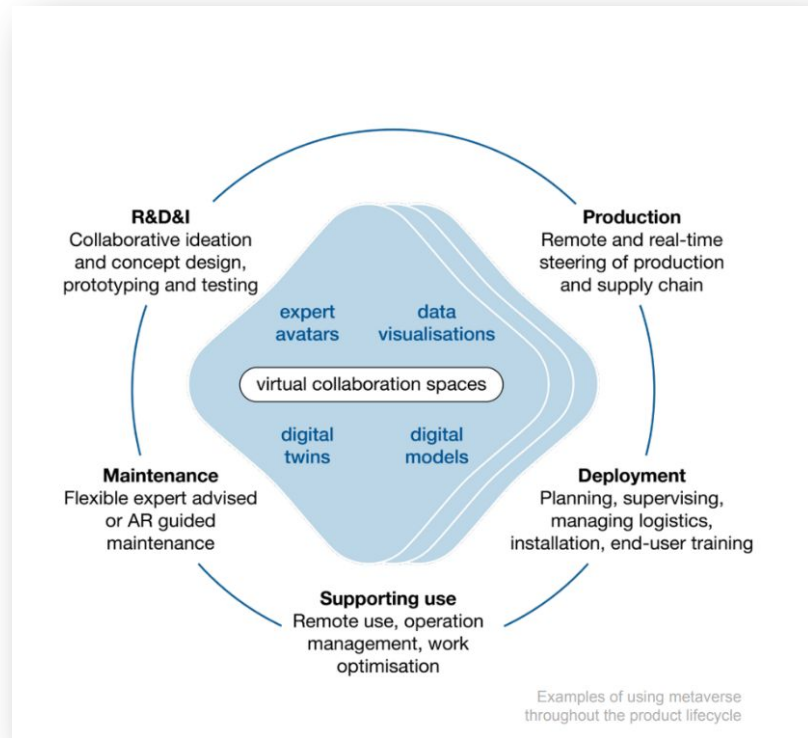 R&D&I
Collaborative ideation
and concept design,
prototyping and testing
Production
Remote and real-time
steering of production
and supply chain
expert
avatars
data
visualisations
virtual collaboration spaces
digital
twins
digital
models
Maintenance
Flexible expert advised
or AR guided
maintenance
Deployment
Planning, supervising,
managing logistics,
installation, end-user training
Supporting use
Remote use, operation
management, work
optimisation
Examples of using metaverse
throughout the product lifecycle